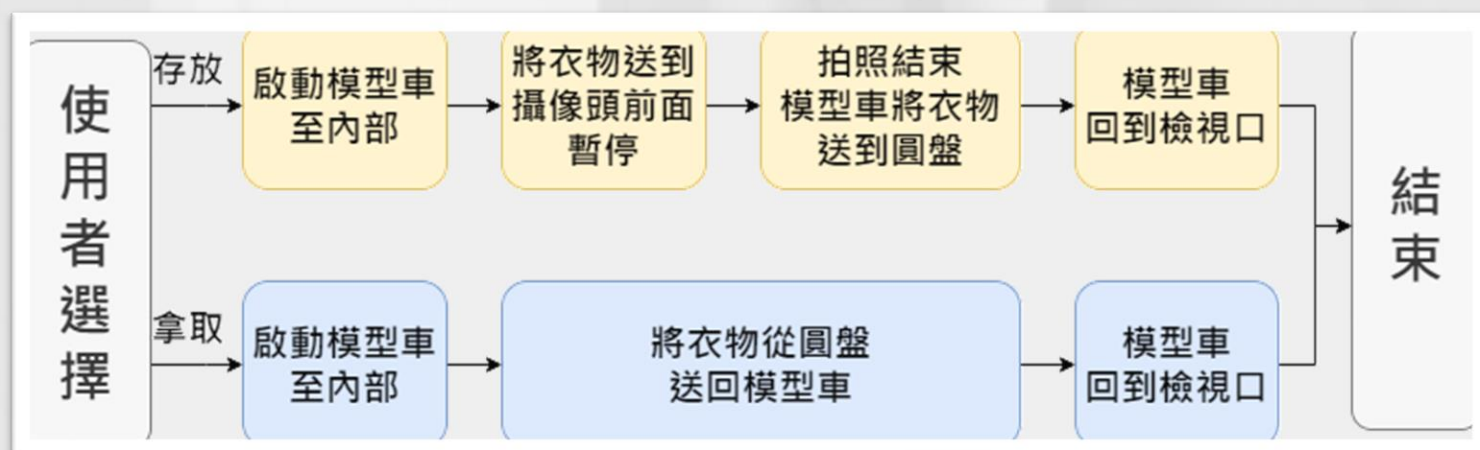 使用者選擇
存放
啟動模型車
至內部
將衣物送到
攝像頭前面
暫停
拍照結束
模型車將衣物
送到圓盤
模型車
回到檢視口
拿取
啟動模型車
至內部
將衣物從圓盤
送回模型車
模型車
回到檢視口
結束